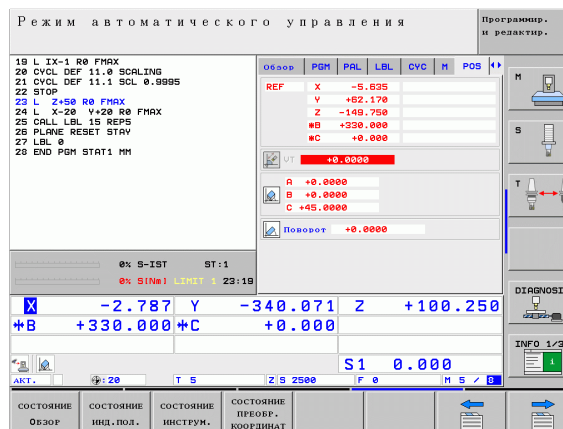 Режим автоматического управления
Программир.
и редактир.
19 L IX-1 R0 FMAX
20 CYCL DEF 11.0 SCALING
21 CYCL DEF 11.1 SCL 0.9995
22 STOP
23 L Z+50 R0 FMAX
24 L X-20 Y+20 R0 FMAX
25 CALL LBL 15 REP5
26 PLANE RESET STAY
27 LBL 0
28 END PGM STAT1 MM
Обзор PGM PAL LBL CYC M POS
REF X -5.635
Y +62.170
Z -149.750
*B +330.000
*C +0.000
VT +0.0000
A +0.0000
B +0.0000
C +45.0000
Поворот +0.0000
0% S-IST ST:1
0% S[Nm] LIMIT 1 23:19
X -2.787 Y -340.071 Z +100.250
*B +330.000 *C +0.000
S1 0.000
АКТ. :20 T 5 Z S 2500 F 0 M 5 / 8
M
S
T
DIAGNOSI
INFO 1/3
СОСТОЯНИЕ
ОБЗОР
СОСТОЯНИЕ
ИНД.ПОЛ.
СОСТОЯНИЕ
ИНСТРУМ.
СОСТОЯНИЕ
ПРЕОБР.
КООРДИНАТ